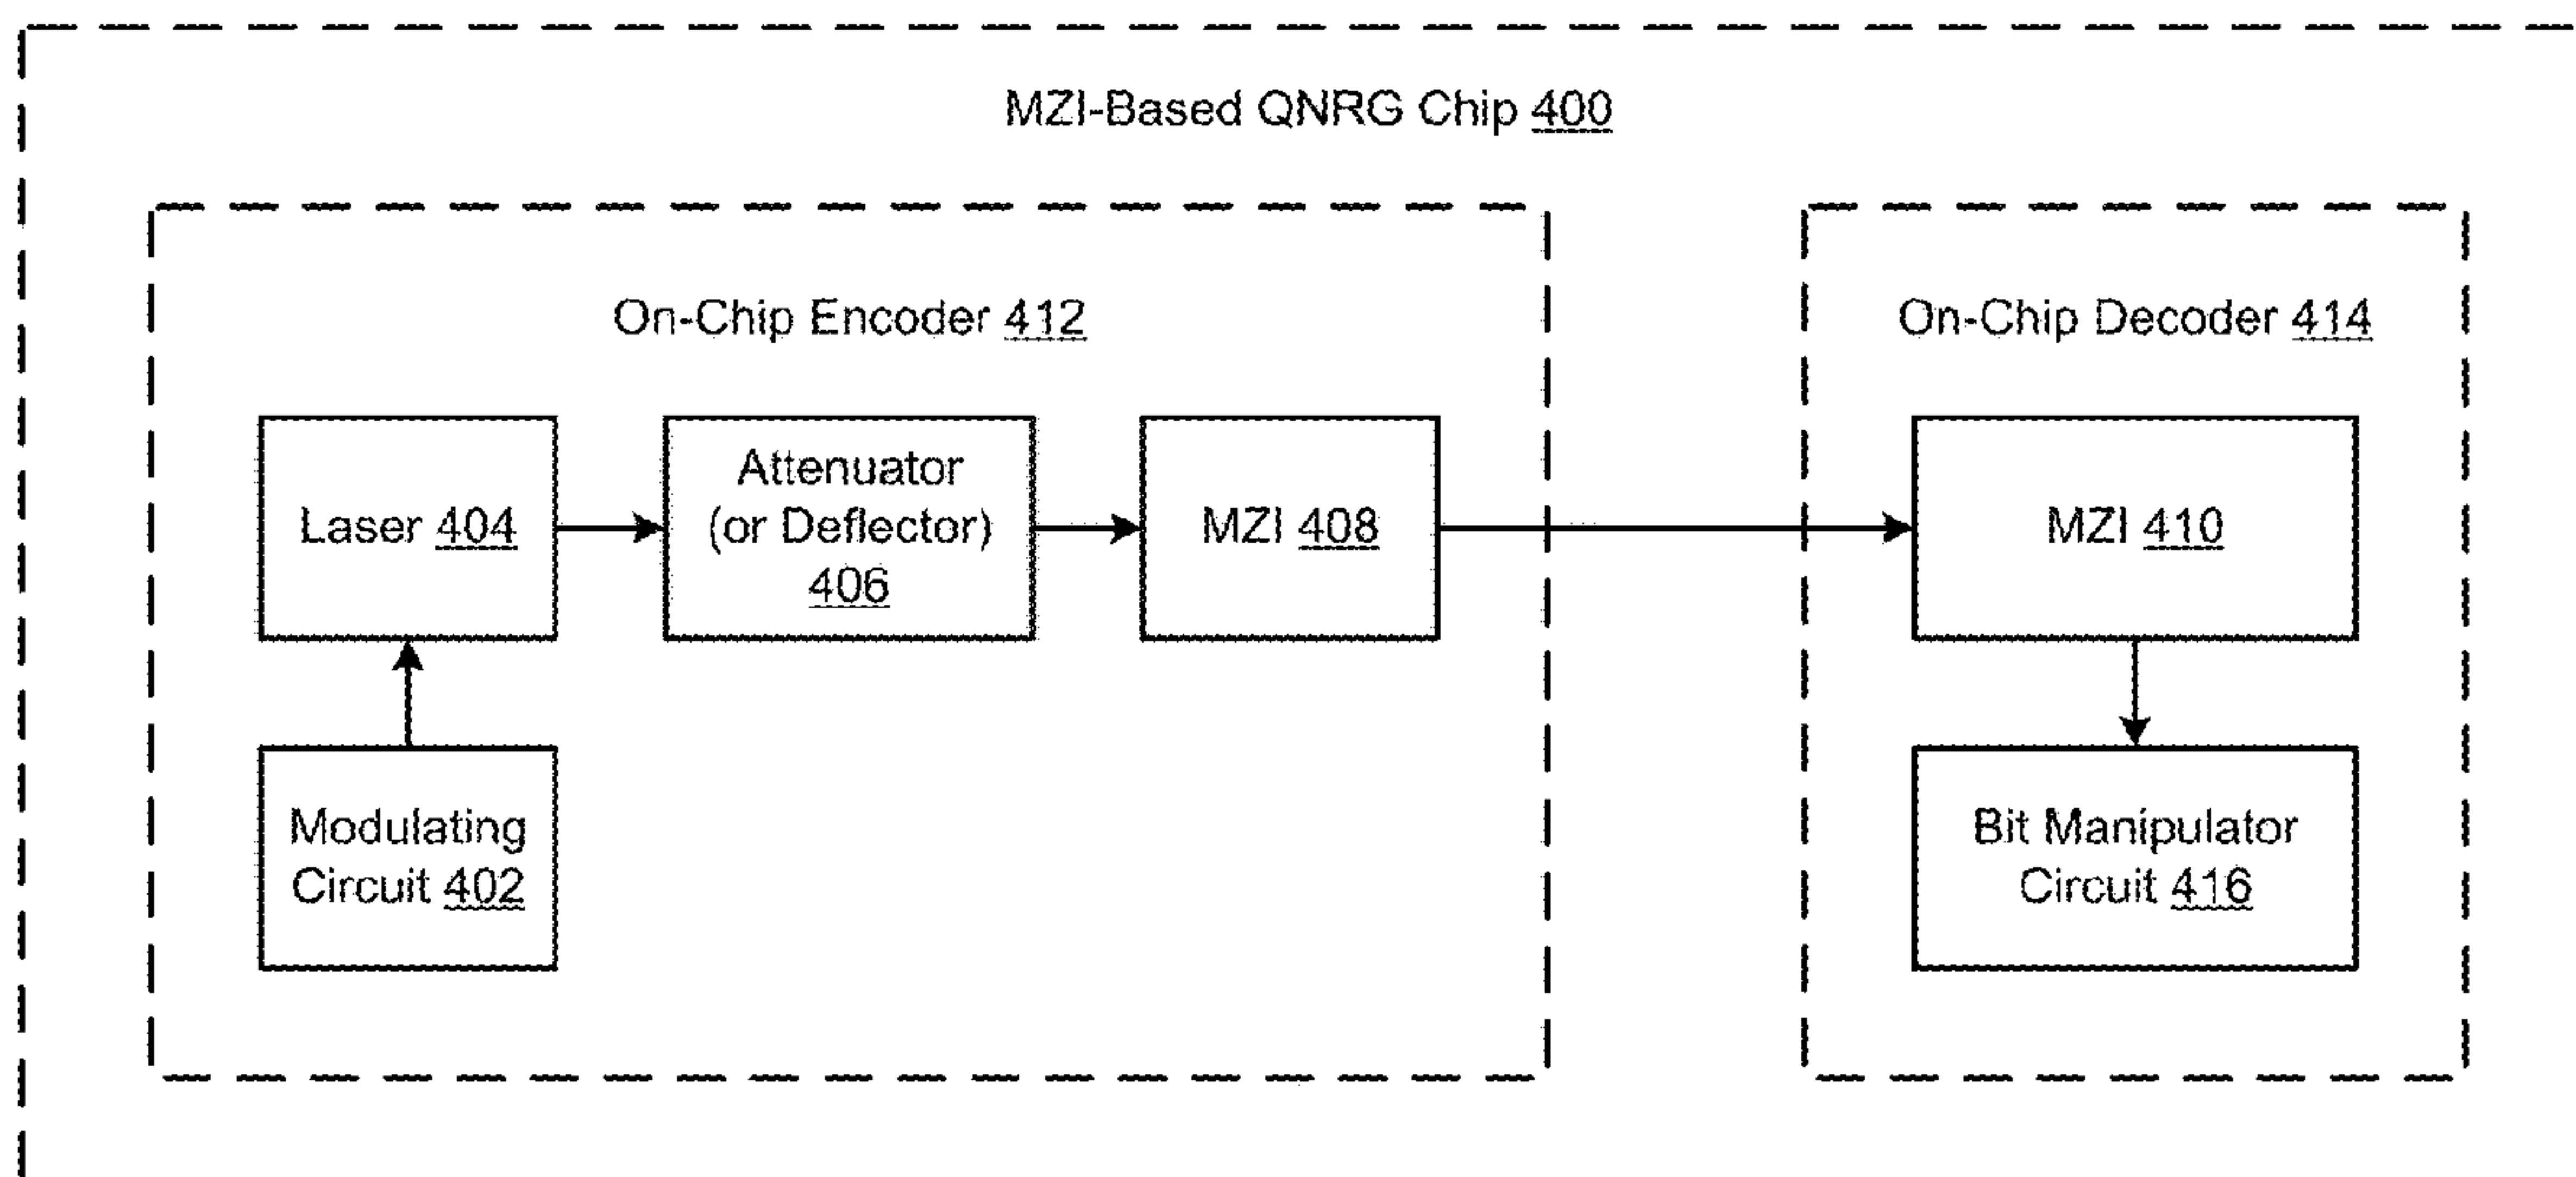 MZI-Based QNRG Chip 400
On-Chip Encoder 412
On-Chip Decoder 414
Laser 404
Attenuator
(or Deflector)
406
MZI 408
MZI 410
Modulating
Circuit 402
Bit Manipulator
Circuit 416